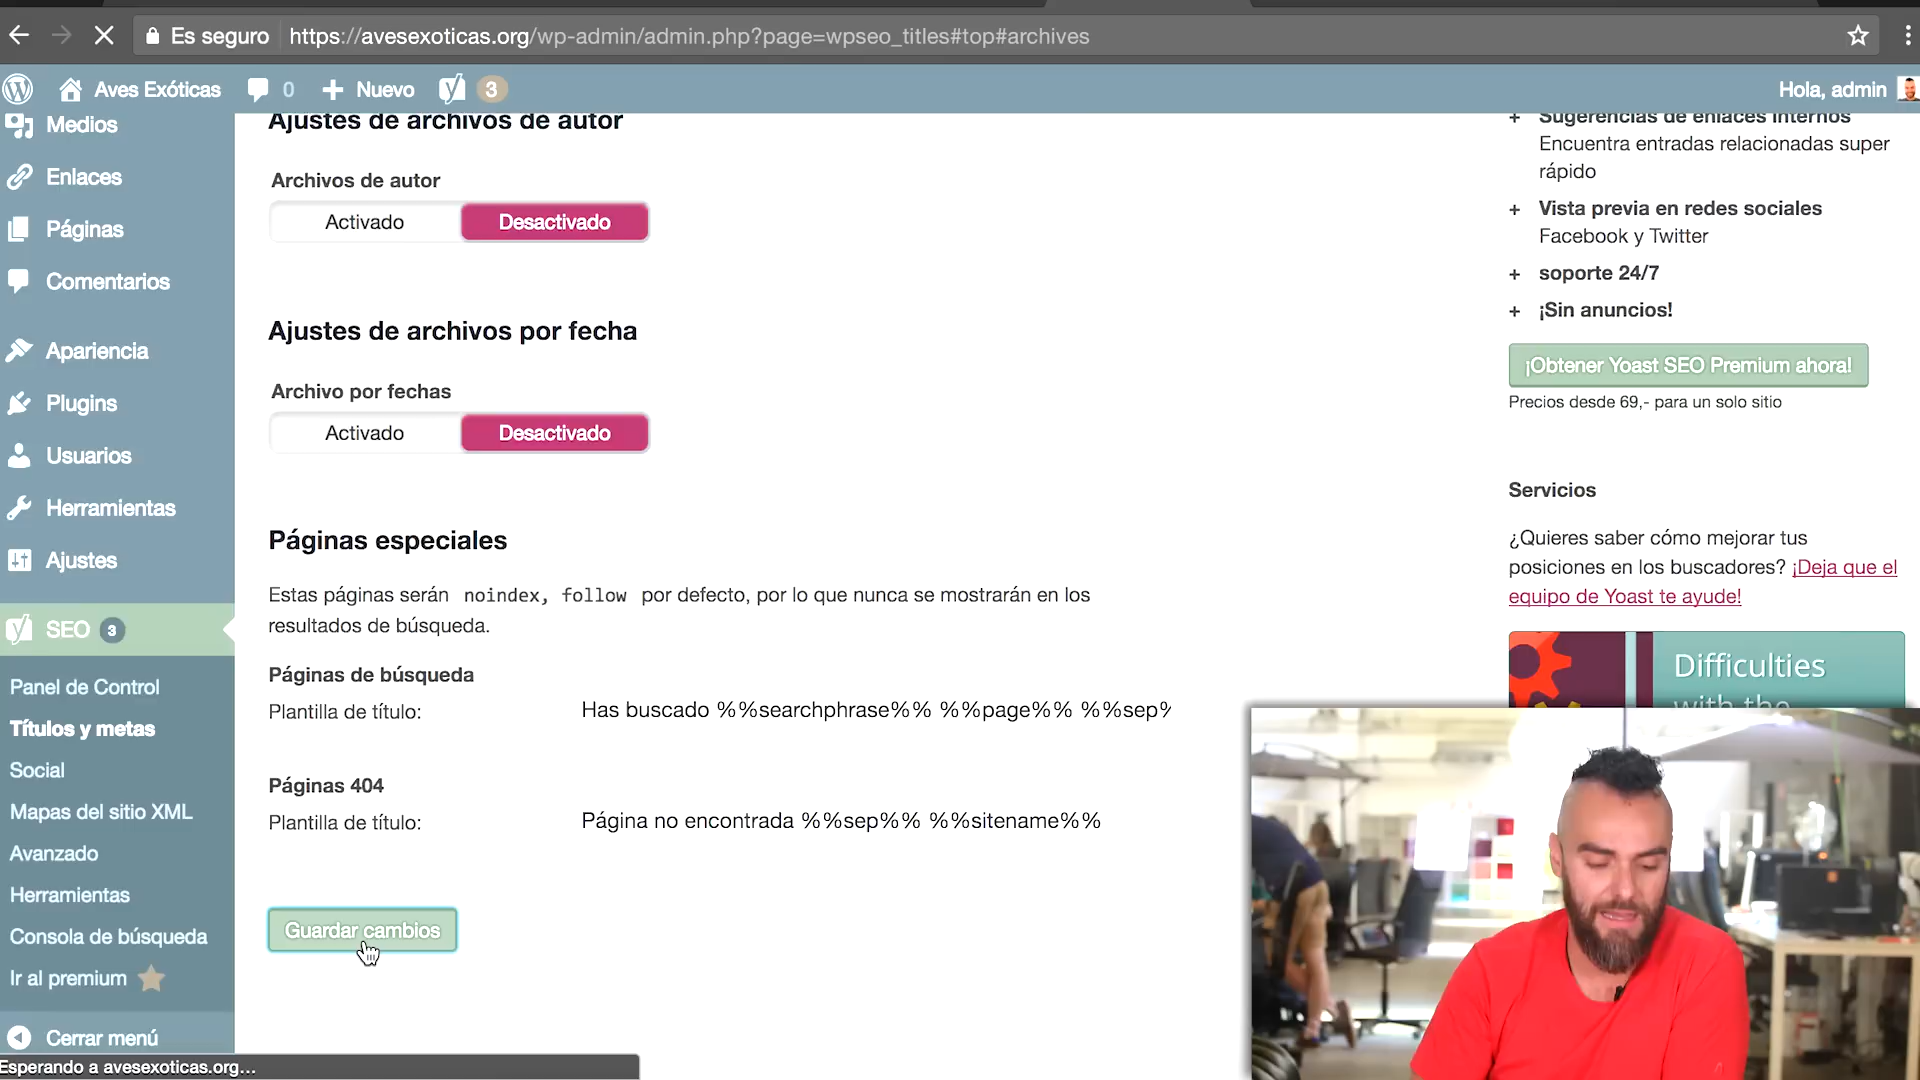 Es seguro https://avesexoticas.org/wp-admin/admin.php?page=wpseo_titles#top#archives
Aves Exóticas 0 Nuevo 3 Hola, admin
Medios
Enlaces
Páginas
Comentarios
Apariencia
Plugins
Usuarios
Herramientas
Ajustes
SEO 3
Panel de Control
Títulos y metas
Social
Mapas del sitio XML
Avanzado
Herramientas
Consola de búsqueda
Ir al premium
Cerrar menú
Esperando a avesexoticas.org...
Ajustes de archivos de autor
Archivos de autor
Activado Desactivado
Ajustes de archivos por fecha
Archivo por fechas
Activado Desactivado
Páginas especiales
Estas páginas serán noindex, follow por defecto, por lo que nunca se mostrarán en los
resultados de búsqueda.
Páginas de búsqueda
Plantilla de título: Has buscado %%searchphrase%% %%page%% %%sep%
Páginas 404
Plantilla de título: Página no encontrada %%sep%% %%sitename%%
Guardar cambios
+ Sugerencias de enlaces internos
Encuentra entradas relacionadas super
rápido
+ Vista previa en redes sociales
Facebook y Twitter
+ soporte 24/7
+ ¡Sin anuncios!
¡Obtener Yoast SEO Premium ahora!
Precios desde 69,- para un solo sitio
Servicios
¿Quieres saber cómo mejorar tus
posiciones en los buscadores? ¡Deja que el
equipo de Yoast te ayude!
Difficulties
with the